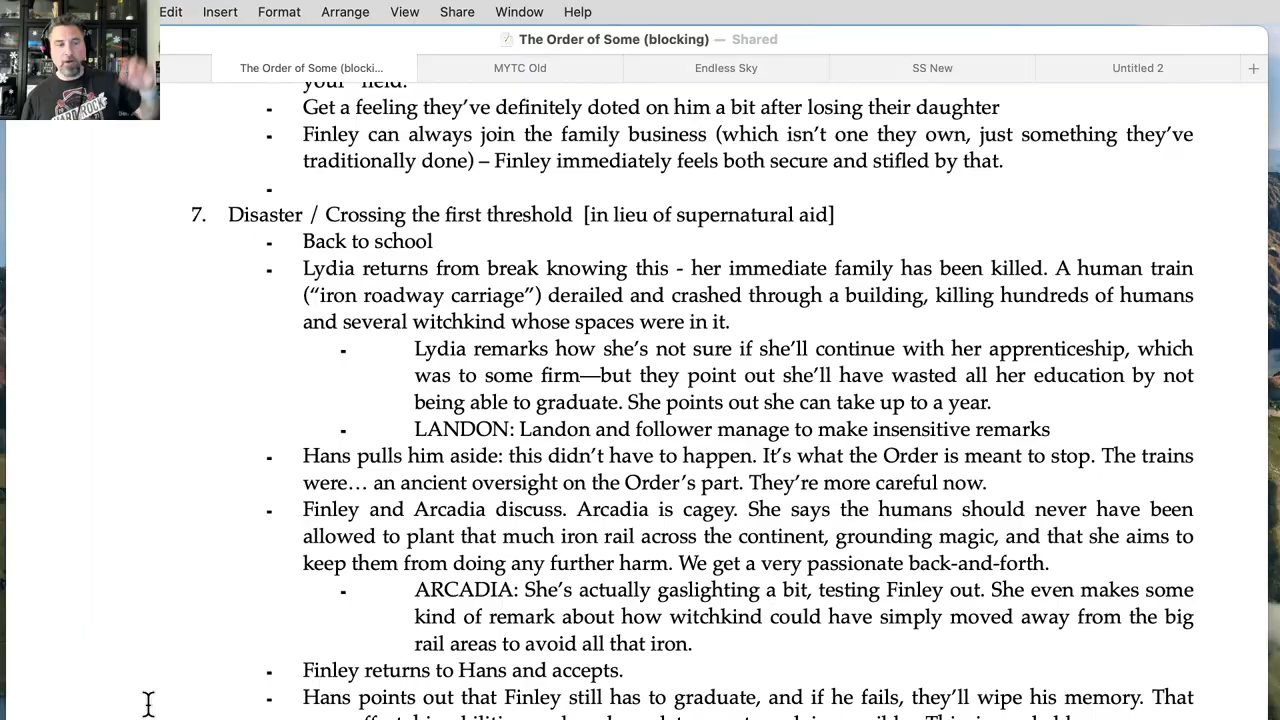 Edit Insert Format Arrange View Share Window Help
The Order of Some (blocking) — Shared
The Order of Some (blocki... MYTC Old Endless Sky SS New Untitled 2 +
HARD ROCK
your" field.
- Get a feeling they've definitely doted on him a bit after losing their daughter
- Finley can always join the family business (which isn't one they own, just something they've
traditionally done) – Finley immediately feels both secure and stifled by that.
-
7. Disaster / Crossing the first threshold [in lieu of supernatural aid]
- Back to school
- Lydia returns from break knowing this - her immediate family has been killed. A human train
("iron roadway carriage") derailed and crashed through a building, killing hundreds of humans
and several witchkind whose spaces were in it.
- Lydia remarks how she's not sure if she'll continue with her apprenticeship, which
was to some firm—but they point out she'll have wasted all her education by not
being able to graduate. She points out she can take up to a year.
- LANDON: Landon and follower manage to make insensitive remarks
- Hans pulls him aside: this didn't have to happen. It's what the Order is meant to stop. The trains
were… an ancient oversight on the Order's part. They're more careful now.
- Finley and Arcadia discuss. Arcadia is cagey. She says the humans should never have been
allowed to plant that much iron rail across the continent, grounding magic, and that she aims to
keep them from doing any further harm. We get a very passionate back-and-forth.
- ARCADIA: She's actually gaslighting a bit, testing Finley out. She even makes some
kind of remark about how witchkind could have simply moved away from the big
rail areas to avoid all that iron.
- Finley returns to Hans and accepts.
- Hans points out that Finley still has to graduate, and if he fails, they'll wipe his memory. That